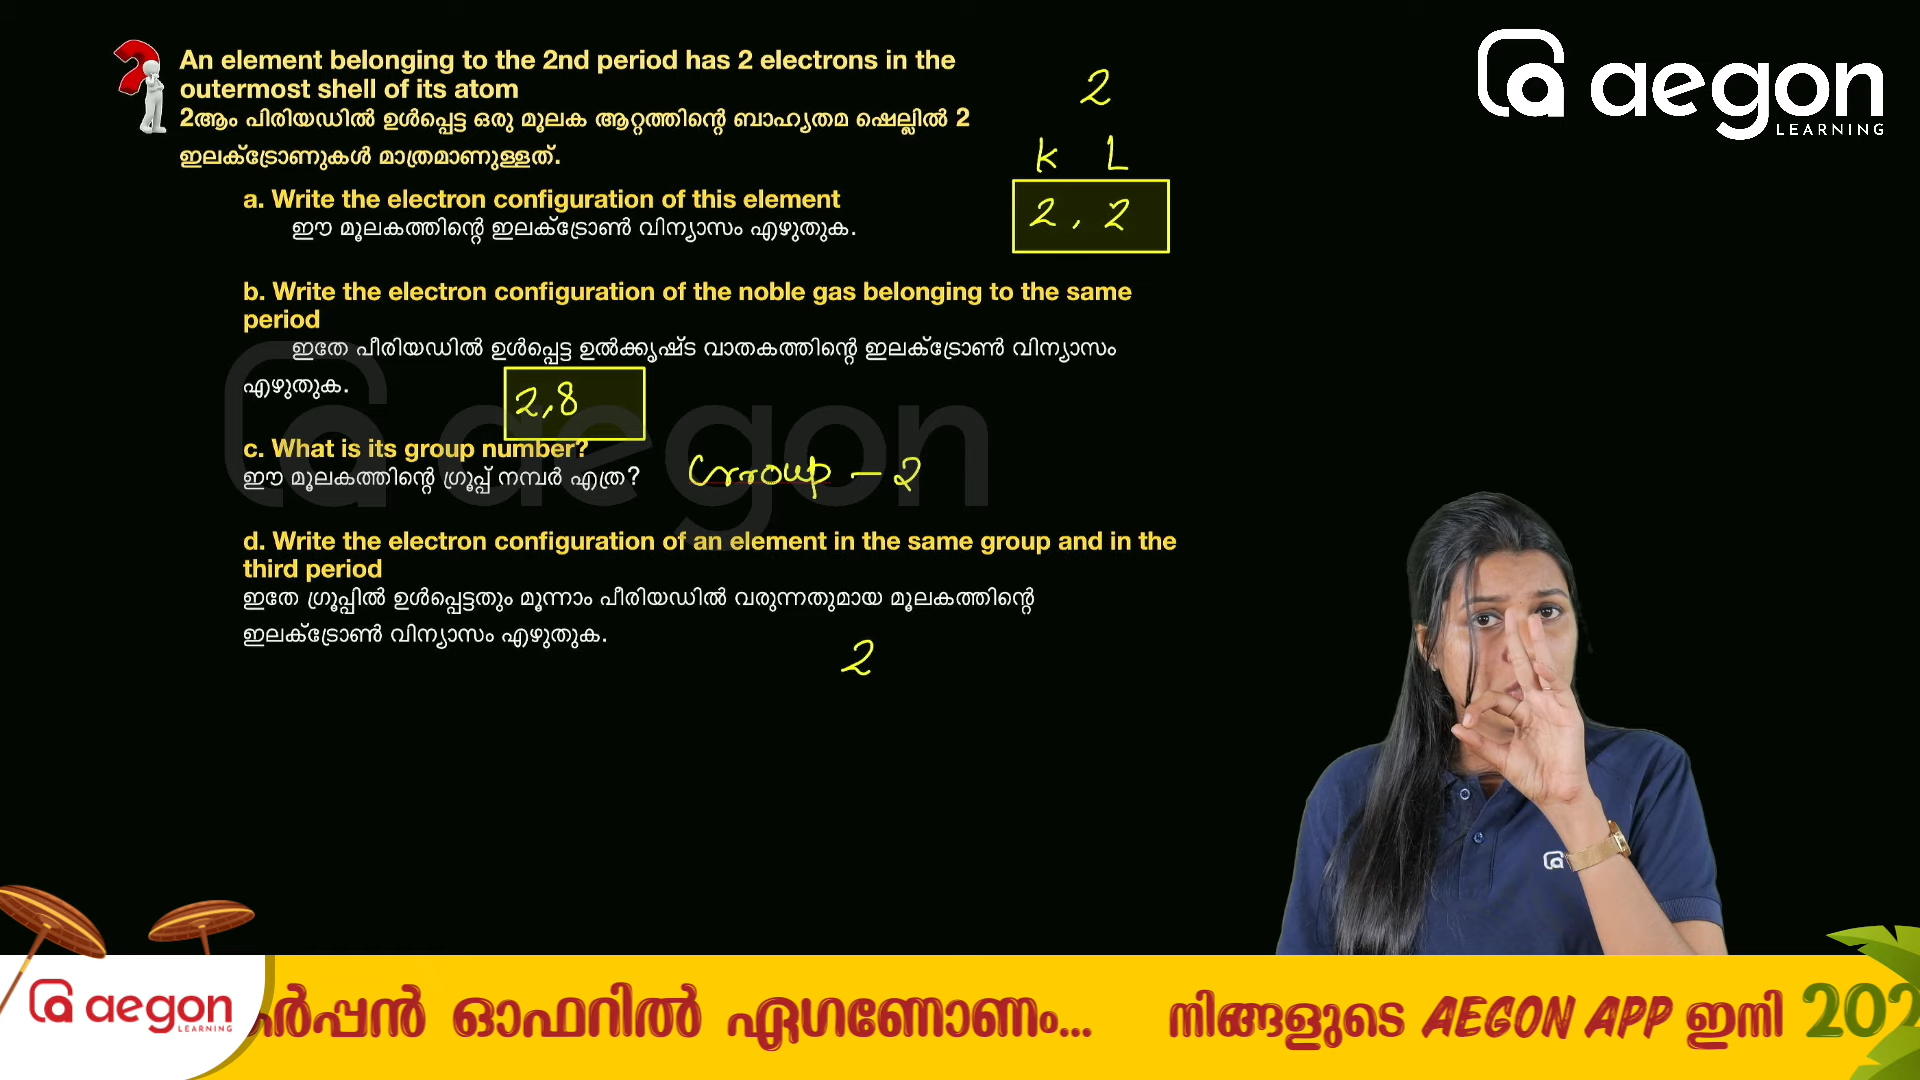 An element belonging to the 2nd period has 2 electrons in the
outermost shell of its atom
2ആം പിരിയഡിൽ ഉൾപ്പെട്ട ഒരു മൂലക ആറ്റത്തിന്റെ ബാഹ്യതമ ഷെല്ലിൽ 2
ഇലക്ട്രോണുകൾ മാത്രമാണുള്ളത്.
2
K L
a. Write the electron configuration of this element
2, 2
ഈ മൂലകത്തിന്റെ ഇലക്ട്രോൺ വിന്യാസം എഴുതുക.
b. Write the electron configuration of the noble gas belonging to the same
period
ഇതേ പീരിയഡിൽ ഉൾപ്പെട്ട ഉൽക്കൃഷ്ട വാതകത്തിന്റെ ഇലക്ട്രോൺ വിന്യാസം
എഴുതുക.
2,8
c. What is its group number?
ഈ മൂലകത്തിന്റെ ഗ്രൂപ്പ് നമ്പർ എത്ര?
Group - 2
d. Write the electron configuration of an element in the same group and in the
third period
ഇതേ ഗ്രൂപ്പിൽ ഉൾപ്പെട്ടതും മൂന്നാം പീരിയഡിൽ വരുന്നതുമായ മൂലകത്തിന്റെ
ഇലക്ട്രോൺ വിന്യാസം എഴുതുക.
2
aegon
LEARNING
aegon
aegon
LEARNING
ഓഫറിൽ ഏഗണോണം... നിങ്ങളുടെ AEGON APP ഇനി 202